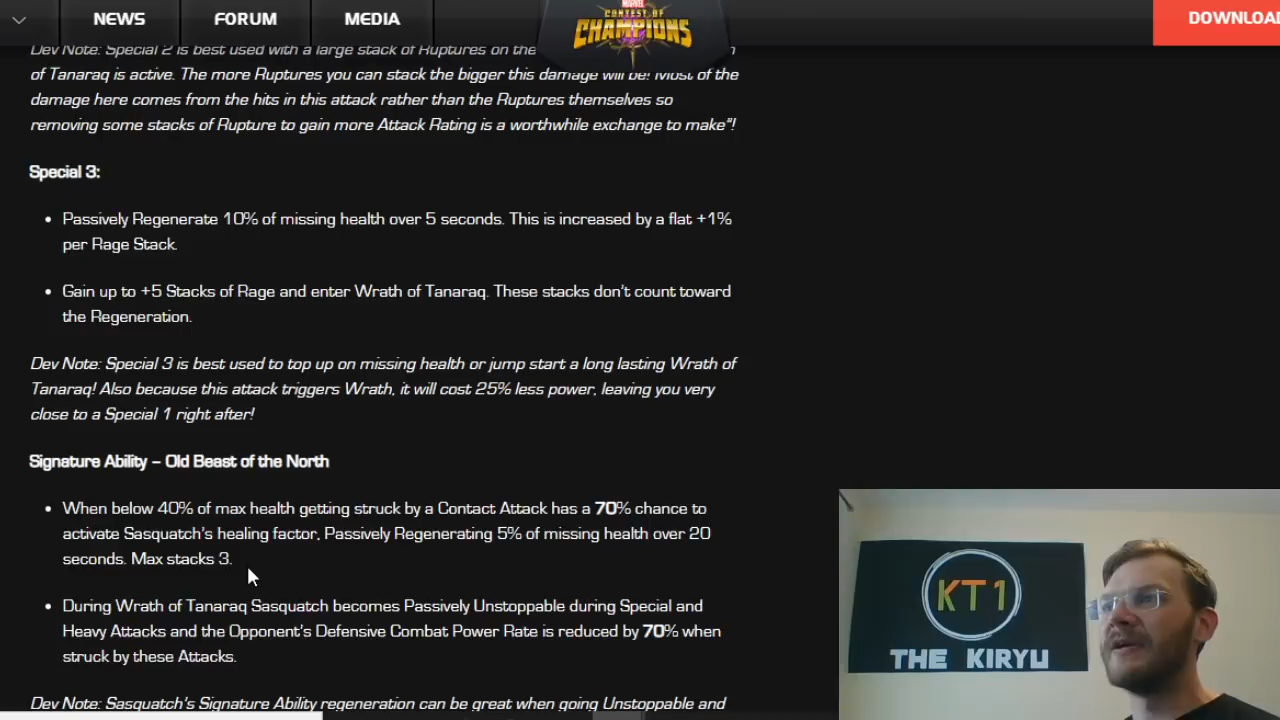 NEWS
FORUM
MEDIA
MARVEL
CONTEST OF
CHAMPIONS
DOWNLOA
Dev Note: Special 2 is best used with a large stack of Ruptures on the
of Tanaraq is active. The more Ruptures you can stack the bigger this damage will be! Most of the
damage here comes from the hits in this attack rather than the Ruptures themselves so
removing some stacks of Rupture to gain more Attack Rating is a worthwhile exchange to make"!
Special 3:
• Passively Regenerate 10% of missing health over 5 seconds. This is increased by a flat +1%
per Rage Stack.
• Gain up to +5 Stacks of Rage and enter Wrath of Tanaraq. These stacks don't count toward
the Regeneration.
Dev Note: Special 3 is best used to top up on missing health or jump start a long lasting Wrath of
Tanaraq! Also because this attack triggers Wrath, it will cost 25% less power, leaving you very
close to a Special 1 right after!
Signature Ability – Old Beast of the North
• When below 40% of max health getting struck by a Contact Attack has a 70% chance to
activate Sasquatch's healing factor, Passively Regenerating 5% of missing health over 20
seconds. Max stacks 3.
• During Wrath of Tanaraq Sasquatch becomes Passively Unstoppable during Special and
Heavy Attacks and the Opponent's Defensive Combat Power Rate is reduced by 70% when
struck by these Attacks.
Dev Note: Sasquatch's Signature Ability regeneration can be great when going Unstoppable and
KT1
THE KIRYU